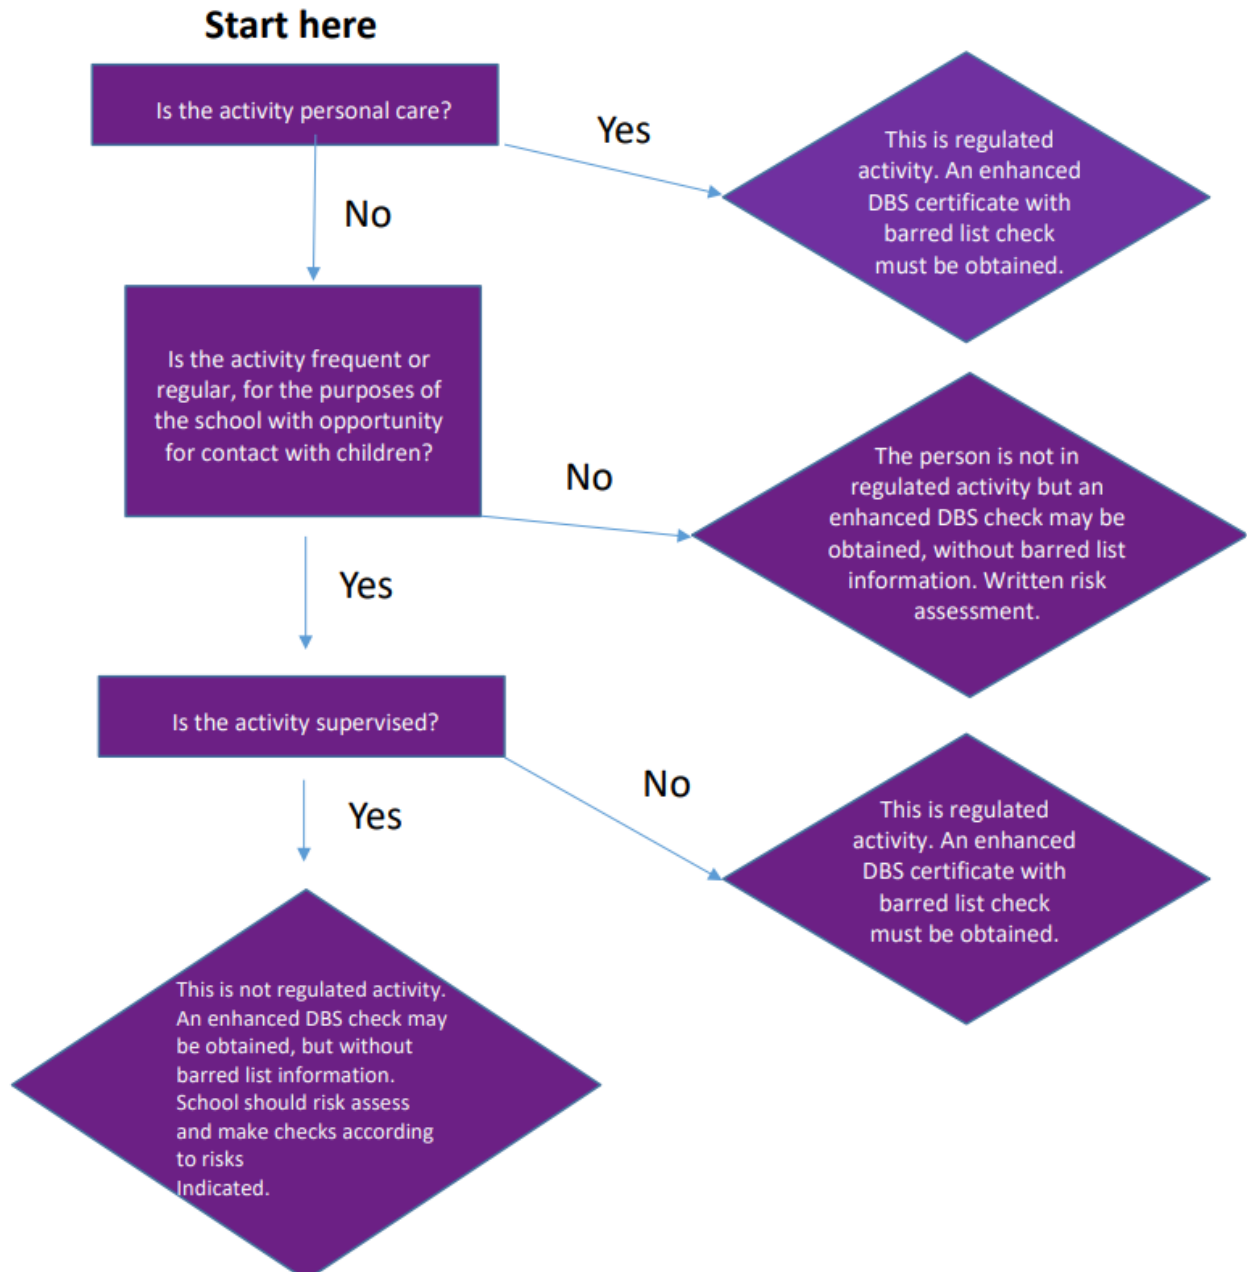 Start here
Is the activity personal care?
Yes
This is regulated
activity. An enhanced
DBS certificate with
barred list check
must be obtained.
No
Is the activity frequent or
regular, for the purposes of
the school with opportunity
for contact with children?
No
The person is not in
regulated activity but an
enhanced DBS check may be
obtained, without barred list
information. Written risk
assessment.
Yes
Is the activity supervised?
No
This is regulated
activity. An enhanced
DBS certificate with
barred list check
must be obtained.
Yes
This is not regulated activity.
An enhanced DBS check may
be obtained, but without
barred list information.
School should risk assess
and make checks according
to risks
Indicated.